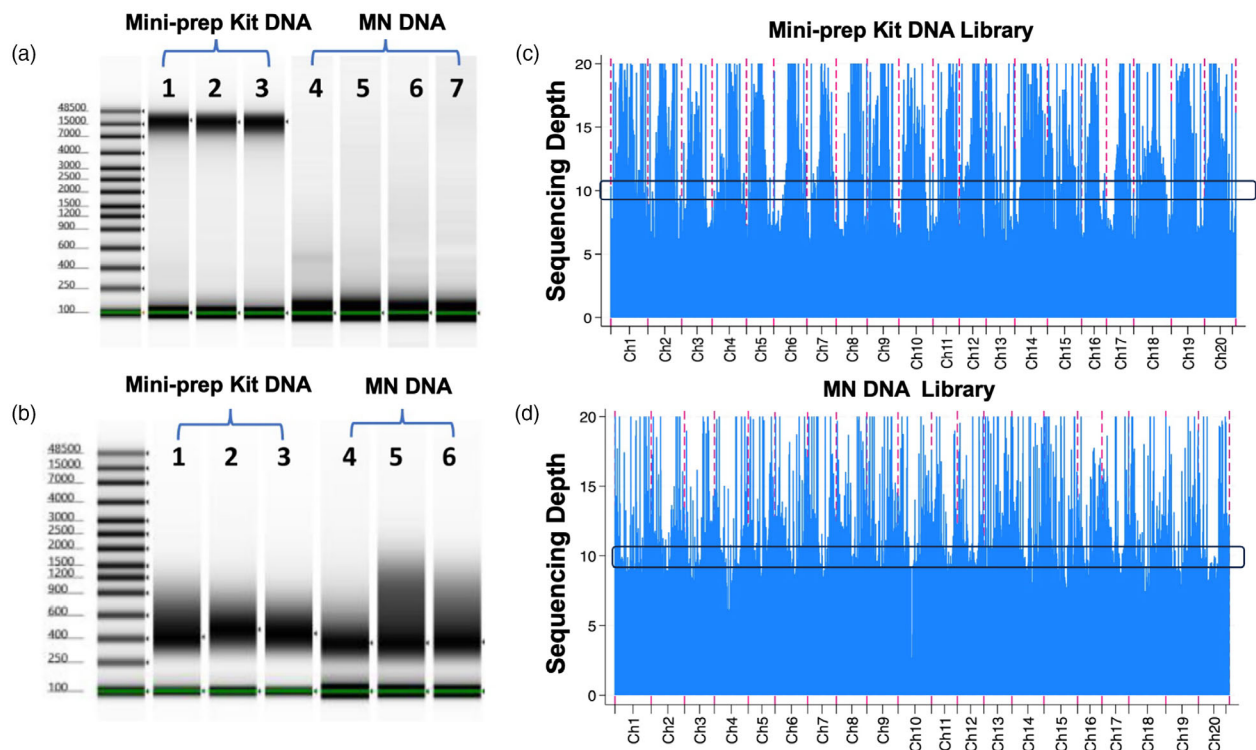 (a)
Mini-prep Kit DNA MN DNA
1 2 3 4 5 6 7
48500
15000
7000
4000
3000
2500
2000
1500
1200
900
600
400
250
100
(b)
Mini-prep Kit DNA MN DNA
1 2 3 4 5 6
48500
15000
7000
4000
3000
2500
2000
1500
1200
900
600
400
250
100
(c)
Mini-prep Kit DNA Library
Sequencing Depth
20
15
10
5
0
Ch1 Ch2 Ch3 Ch4 Ch5 Ch6 Ch7 Ch8 Ch9 Ch10 Ch11 Ch12 Ch13 Ch14 Ch15 Ch16 Ch17 Ch18 Ch19 Ch20
(d)
MN DNA Library
Sequencing Depth
20
15
10
5
0
Ch1 Ch2 Ch3 Ch4 Ch5 Ch6 Ch7 Ch8 Ch9 Ch10 Ch11 Ch12 Ch13 Ch14 Ch15 Ch16 Ch17 Ch18 Ch19 Ch20